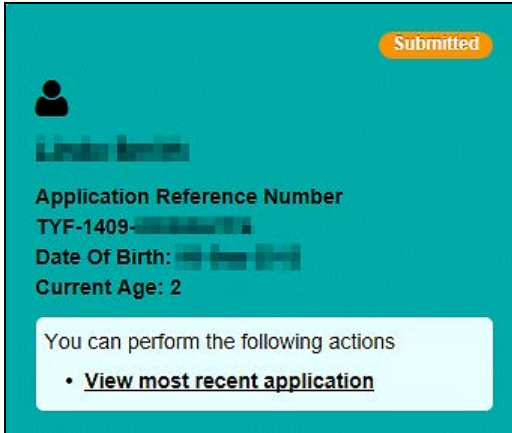 Submitted
Application Reference Number
TYF-1409-
Date Of Birth:
Current Age: 2
You can perform the following actions
• View most recent application